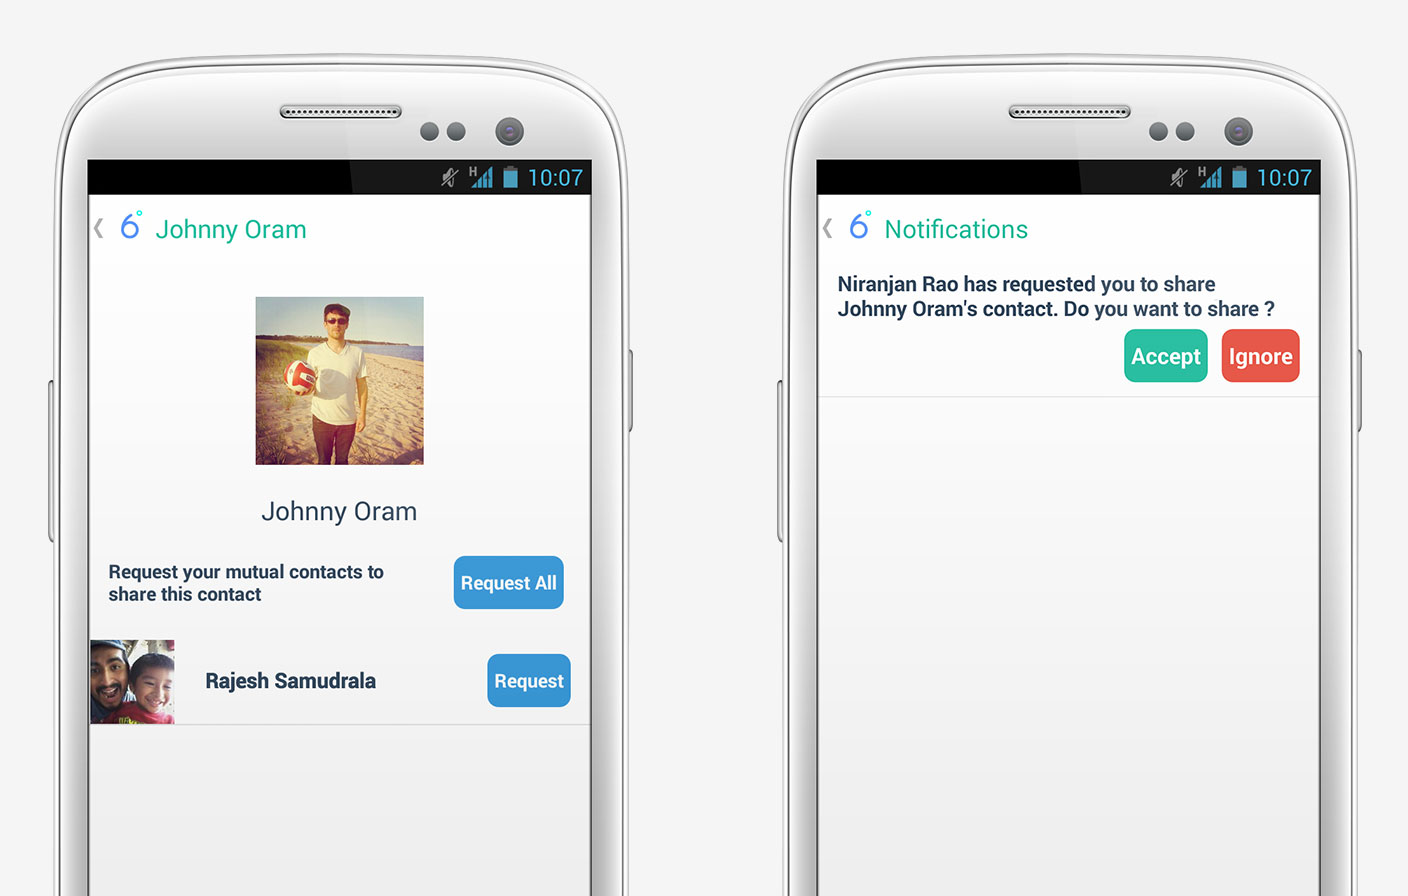 H 10:07
6° Johnny Oram
Johnny Oram
Request your mutual contacts to
share this contact
Request All
Rajesh Samudrala
Request
H 10:07
6° Notifications
Niranjan Rao has requested you to share
Johnny Oram's contact. Do you want to share ?
Accept Ignore